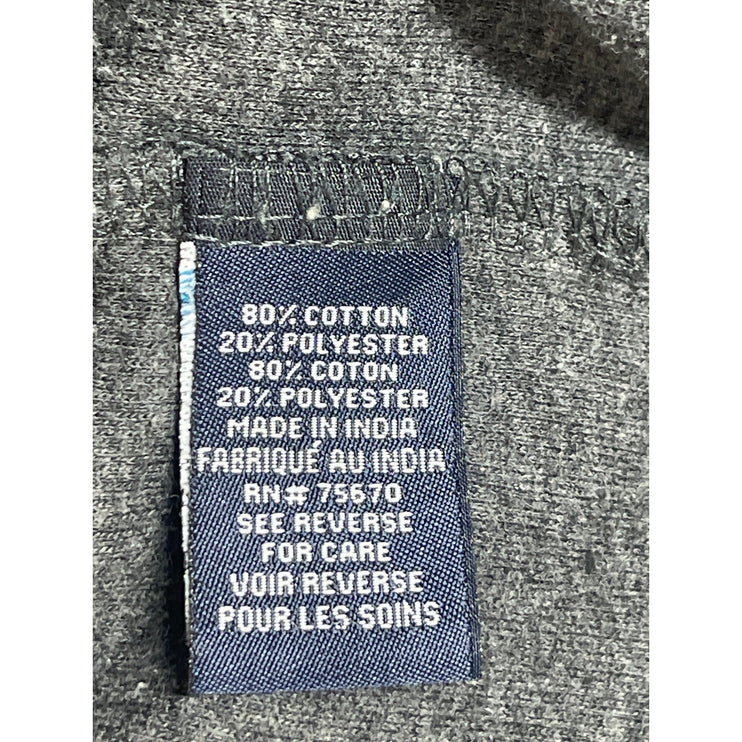 80% COTTON
20% POLYESTER
80% COTON
20% POLYESTER
MADE IN INDIA
FABRIQUÉ AU INDIA
RN# 75670
SEE REVERSE
FOR CARE
VOIR REVERSE
POUR LES SOINS